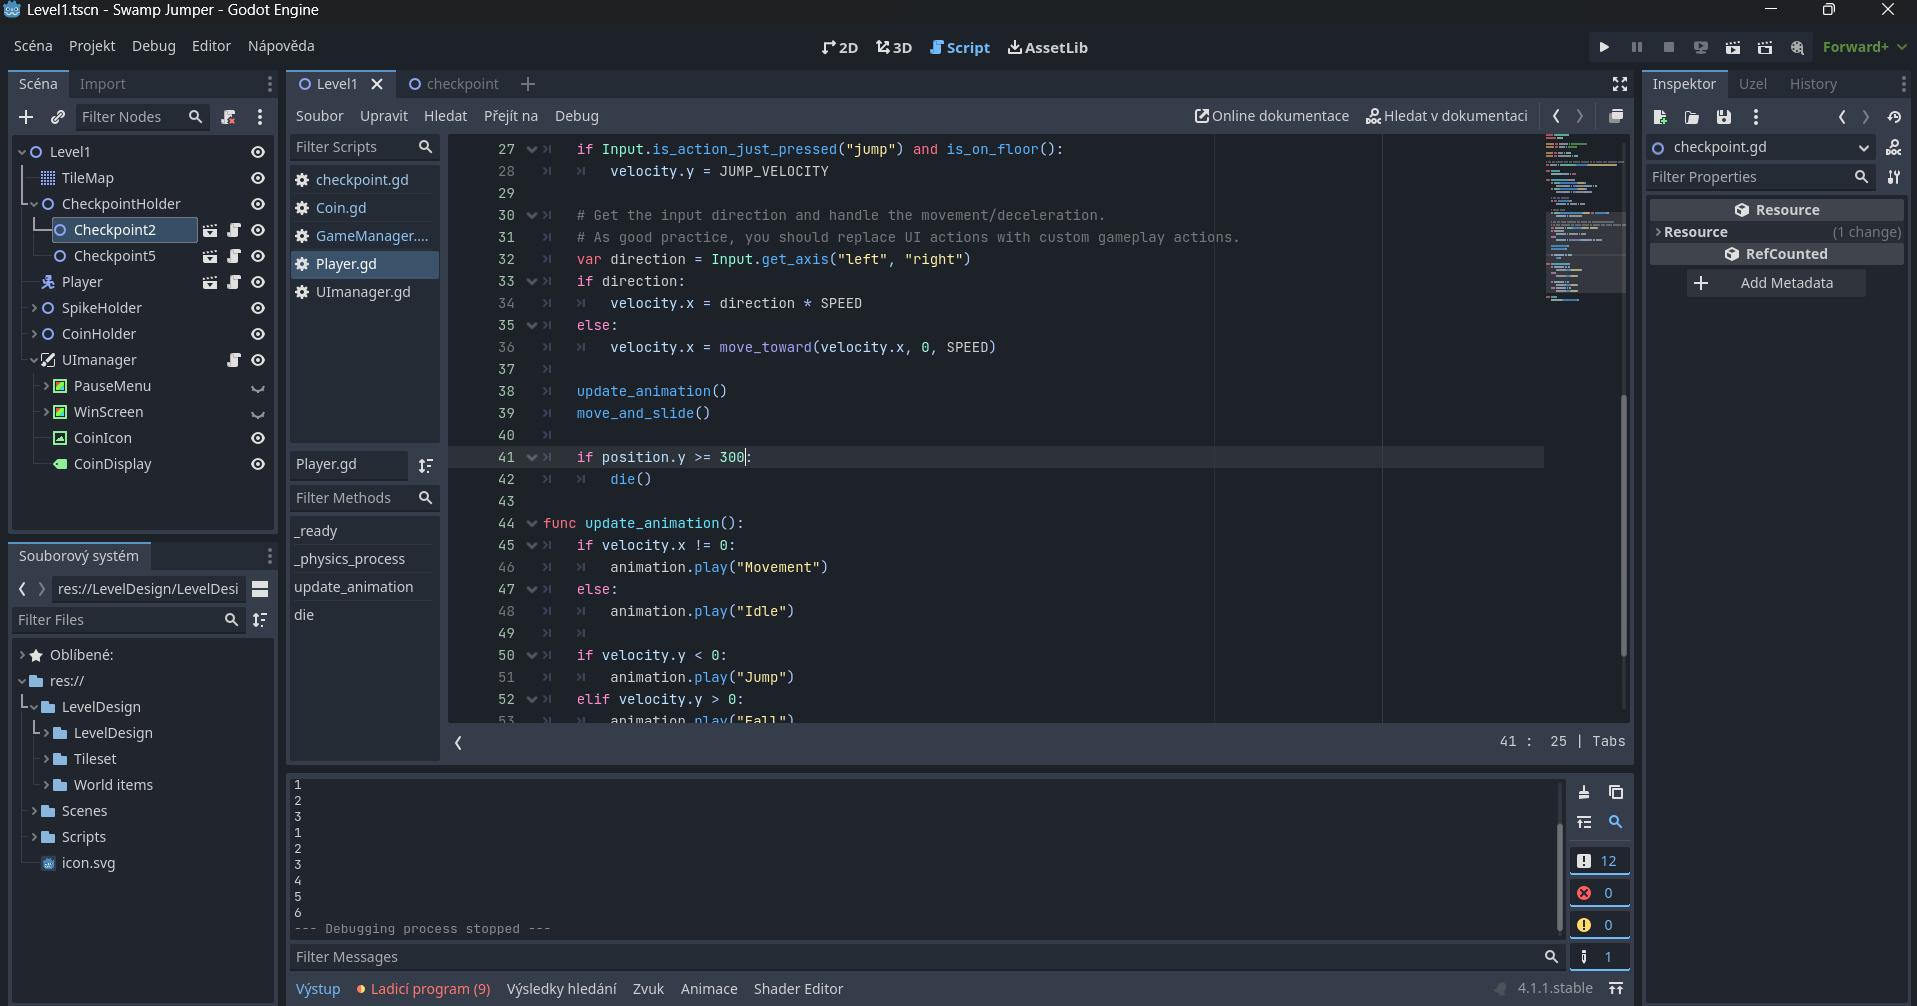 Level1.tscn - Swamp Jumper - Godot Engine
Scéna Projekt Debug Editor Nápověda
2D 3D Script AssetLib
Forward+
Scéna Import
Filter Nodes
Level1
TileMap
CheckpointHolder
Checkpoint2
Checkpoint5
Player
SpikeHolder
CoinHolder
UImanager
PauseMenu
WinScreen
CoinIcon
CoinDisplay
Souborový systém
res://LevelDesign/LevelDesi
Filter Files
Oblíbené:
res://
LevelDesign
LevelDesign
Tileset
World items
Scenes
Scripts
icon.svg
Level1 checkpoint
Soubor Upravit Hledat Přejít na Debug
Online dokumentace Hledat v dokumentaci
Filter Scripts
checkpoint.gd
Coin.gd
GameManager....
Player.gd
UImanager.gd
Player.gd
Filter Methods
_ready
_physics_process
update_animation
die
27 if Input.is_action_just_pressed("jump") and is_on_floor():
28 velocity.y = JUMP_VELOCITY
29
30 # Get the input direction and handle the movement/deceleration.
31 # As good practice, you should replace UI actions with custom gameplay actions.
32 var direction = Input.get_axis("left", "right")
33 if direction:
34 velocity.x = direction * SPEED
35 else:
36 velocity.x = move_toward(velocity.x, 0, SPEED)
37
38 update_animation()
39 move_and_slide()
40
41 if position.y >= 300:
42 die()
43
44 func update_animation():
45 if velocity.x != 0:
46 animation.play("Movement")
47 else:
48 animation.play("Idle")
49
50 if velocity.y < 0:
51 animation.play("Jump")
52 elif velocity.y > 0:
53 animation.play("Fall")
41 : 25 | Tabs
1
2
3
1
2
3
4
5
6
--- Debugging process stopped ---
Filter Messages
12
0
0
1
Výstup Ladicí program (9) Výsledky hledání Zvuk Animace Shader Editor
4.1.1.stable
Inspektor Uzel History
checkpoint.gd
Filter Properties
Resource
Resource (1 change)
RefCounted
Add Metadata